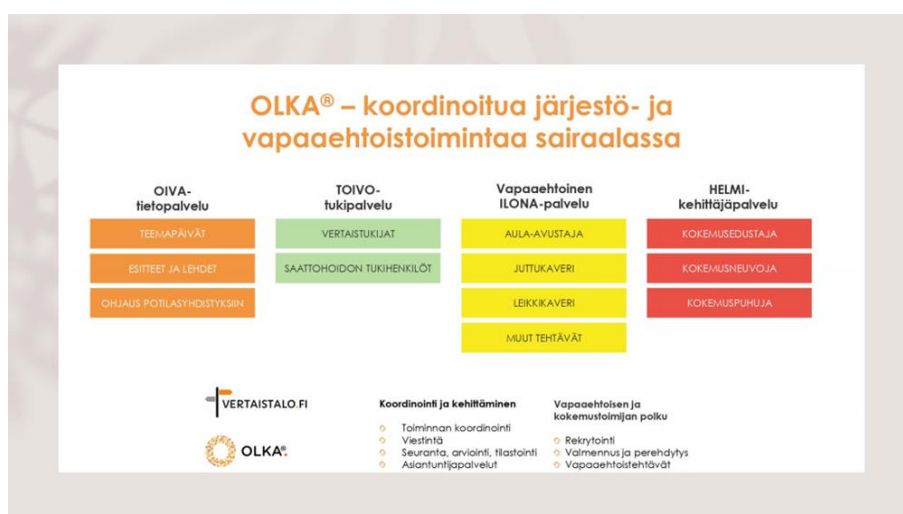 OLKA® – koordinoitua järjestö- ja
vapaaehtoistoimintaa sairaalassa
OIVA-
tietopalvelu
TEEMAPÄIVÄT
ESITTEET JA LEHDET
OHJAUS POTILASYHDISTYKSIIN
TOIVO-
tukipalvelu
VERTAISTUKIJAT
SAATTOHOIDON TUKIHENKILÖT
Vapaaehtoinen
ILONA-palvelu
AULA-AVUSTAJA
JUTTUKAVERI
LEIKKIKAVERI
MUUT TEHTÄVÄT
HELMI-
kehittäjäpalvelu
KOKEMUSEDUSTAJA
KOKEMUSNEUVOJA
KOKEMUSPUHUJA
VERTAISTALO.FI
OLKA®.
Koordinointi ja kehittäminen
Toiminnan koordinointi
Viestintä
Seuranta, arviointi, tilastointi
Asiantuntijapalvelut
Vapaaehtoisen ja
kokemustoimijan polku
Rekrytointi
Valmennus ja perehdytys
Vapaaehtoistehtävät